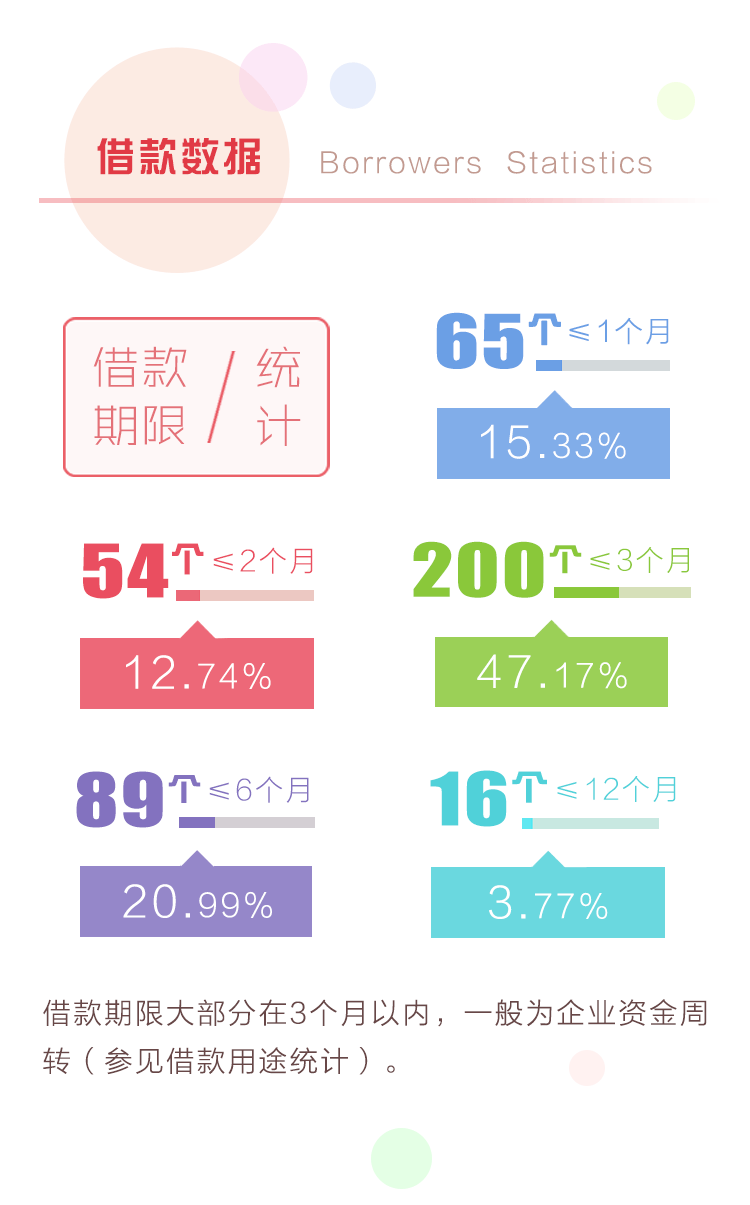 借款数据 Borrowers Statistics
借款 / 统
期限 计
65个 ≤1个月
15.33%
54个 ≤2个月
12.74%
200个 ≤3个月
47.17%
89个 ≤6个月
20.99%
16个 ≤12个月
3.77%
借款期限大部分在3个月以内，一般为企业资金周
转（参见借款用途统计）。